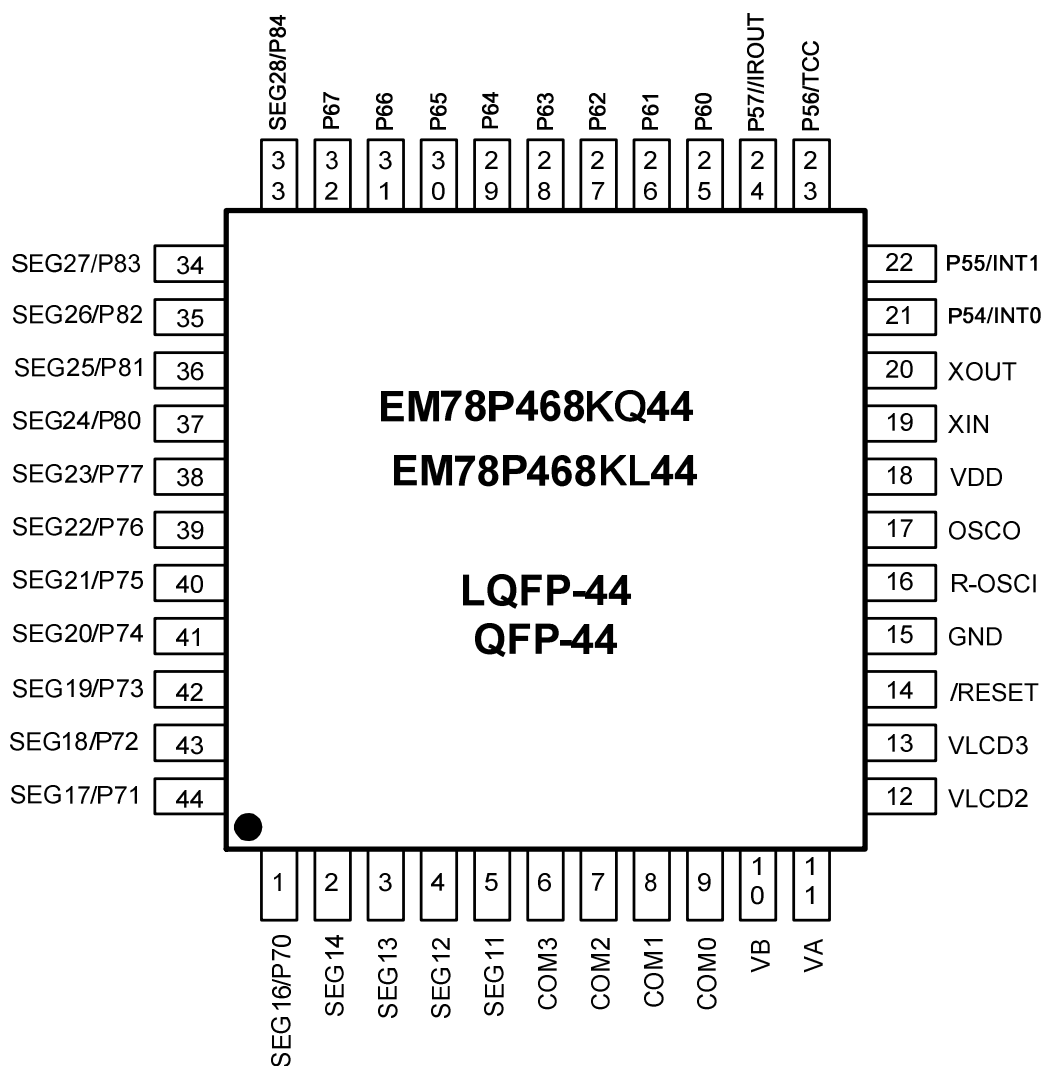 SEG28/P84
P67
P66
P65
P64
P63
P62
P61
P60
P57//IROUT
P56/TCC
33
32
31
30
29
28
27
26
25
24
23
SEG27/P83 34
SEG26/P82 35
SEG25/P81 36
SEG24/P80 37
SEG23/P77 38
SEG22/P76 39
SEG21/P75 40
SEG20/P74 41
SEG19/P73 42
SEG18/P72 43
SEG17/P71 44
EM78P468KQ44
EM78P468KL44
LQFP-44
QFP-44
22 P55/INT1
21 P54/INT0
20 XOUT
19 XIN
18 VDD
17 OSCO
16 R-OSCI
15 GND
14 /RESET
13 VLCD3
12 VLCD2
1
2
3
4
5
6
7
8
9
10
11
SEG16/P70
SEG14
SEG13
SEG12
SEG11
COM3
COM2
COM1
COM0
VB
VA